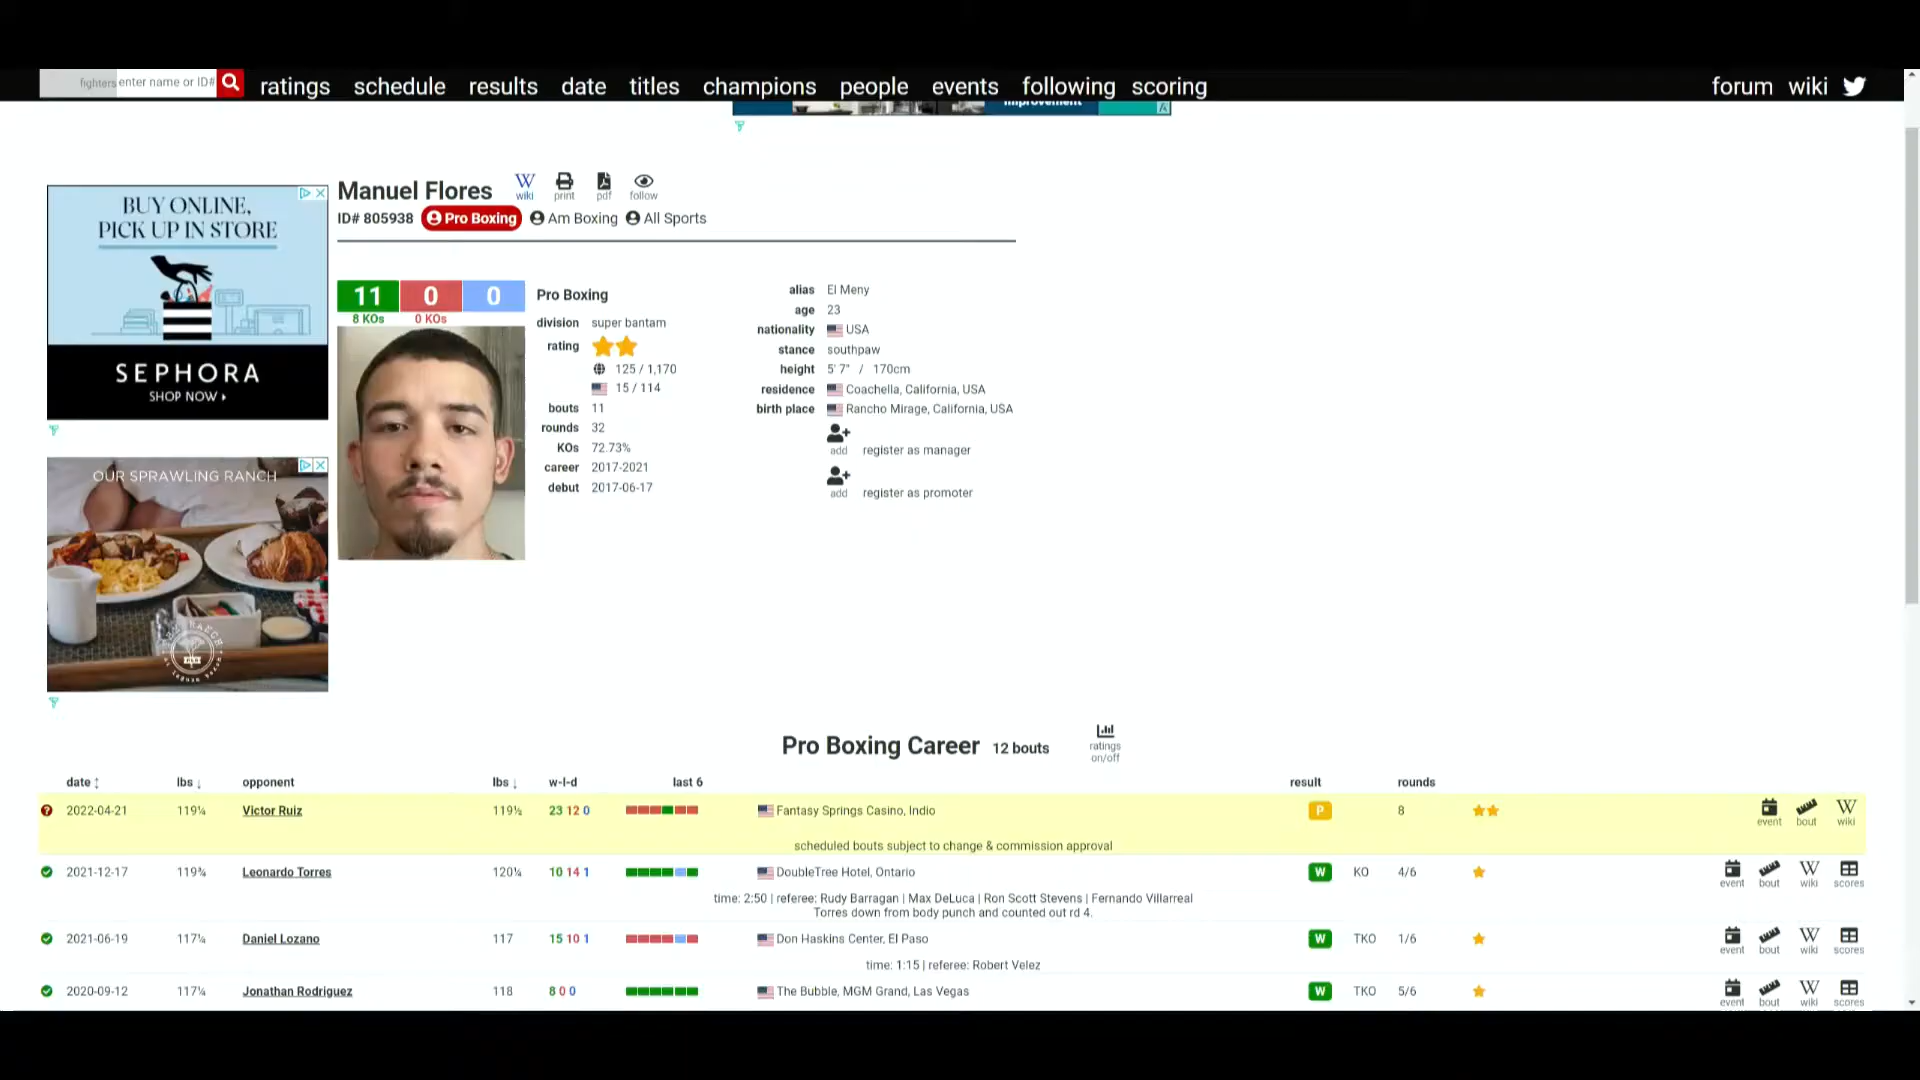 fighters enter name or ID# ratings schedule results date titles champions people events following scoring forum wiki
improvement
Manuel Flores wiki print pdf follow
ID# 805938 Pro Boxing Am Boxing All Sports
BUY ONLINE,
PICK UP IN STORE
SEPHORA
SHOP NOW
OUR SPRAWLING RANCH
11 0 0
8 KOs 0 KOs
Pro Boxing
division super bantam
rating
125 / 1,170
15 / 114
bouts 11
rounds 32
KOs 72.73%
career 2017-2021
debut 2017-06-17
alias El Meny
age 23
nationality USA
stance southpaw
height 5' 7" / 170cm
residence Coachella, California, USA
birth place Rancho Mirage, California, USA
add register as manager
add register as promoter
Pro Boxing Career 12 bouts ratings on/off
date lbs opponent lbs w-l-d last 6 result rounds
2022-04-21 119¼ Victor Ruiz 119½ 23 12 0 Fantasy Springs Casino, Indio P 8 event bout wiki
scheduled bouts subject to change & commission approval
2021-12-17 119¾ Leonardo Torres 120¼ 10 14 1 DoubleTree Hotel, Ontario W KO 4/6 event bout wiki scores
time: 2:50 | referee: Rudy Barragan | Max DeLuca | Ron Scott Stevens | Fernando Villarreal
Torres down from body punch and counted out rd 4.
2021-06-19 117¼ Daniel Lozano 117 15 10 1 Don Haskins Center, El Paso W TKO 1/6 event bout wiki scores
time: 1:15 | referee: Robert Velez
2020-09-12 117¼ Jonathan Rodriguez 118 8 0 0 The Bubble, MGM Grand, Las Vegas W TKO 5/6 event bout wiki scores